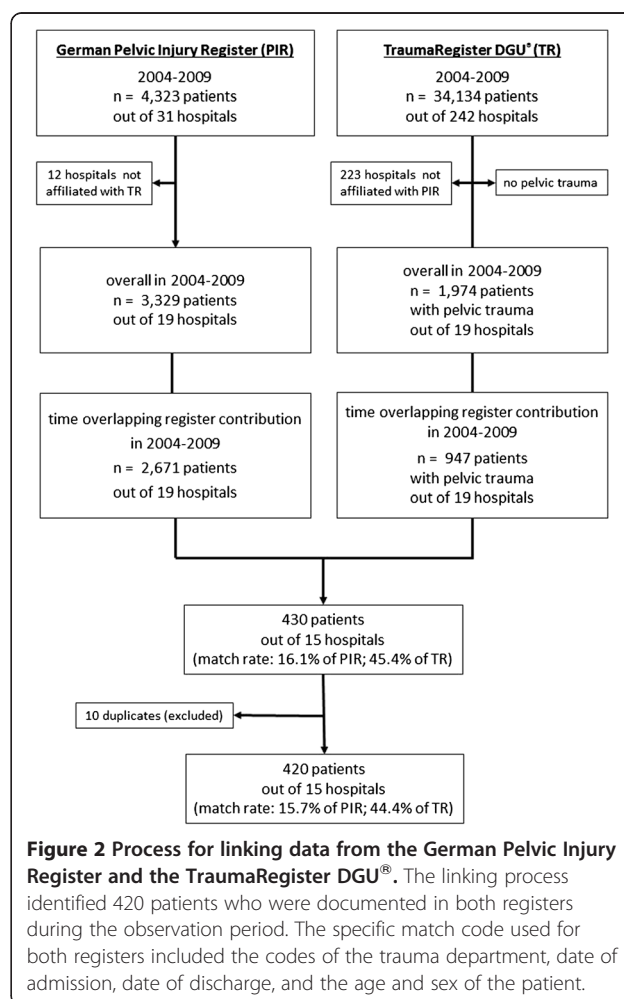 German Pelvic Injury Register (PIR)
2004-2009
n = 4,323 patients
out of 31 hospitals
TraumaRegister DGU® (TR)
2004-2009
n = 34,134 patients
out of 242 hospitals
12 hospitals not
affiliated with TR
223 hospitals not
affiliated with PIR
no pelvic trauma
overall in 2004-2009
n = 3,329 patients
out of 19 hospitals
overall in 2004-2009
n = 1,974 patients
with pelvic trauma
out of 19 hospitals
time overlapping register contribution
in 2004-2009
n = 2,671 patients
out of 19 hospitals
time overlapping register contribution
in 2004-2009
n = 947 patients
with pelvic trauma
out of 19 hospitals
430 patients
out of 15 hospitals
(match rate: 16.1% of PIR; 45.4% of TR)
10 duplicates (excluded)
420 patients
out of 15 hospitals
(match rate: 15.7% of PIR; 44.4% of TR)
Figure 2 Process for linking data from the German Pelvic Injury
Register and the TraumaRegister DGU®. The linking process
identified 420 patients who were documented in both registers
during the observation period. The specific match code used for
both registers included the codes of the trauma department, date of
admission, date of discharge, and the age and sex of the patient.